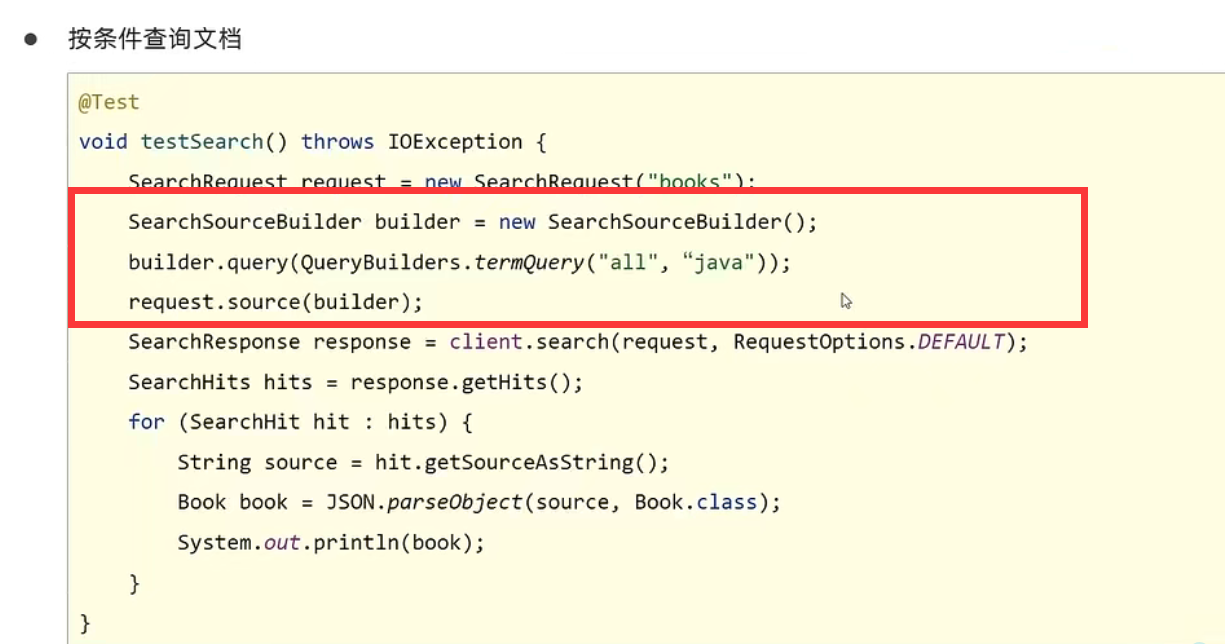 ● 按条件查询文档
@Test
void testSearch() throws IOException {
    SearchRequest request = new SearchRequest("books");
    SearchSourceBuilder builder = new SearchSourceBuilder();
    builder.query(QueryBuilders.termQuery("all", “java"));
    request.source(builder);
    SearchResponse response = client.search(request, RequestOptions.DEFAULT);
    SearchHits hits = response.getHits();
    for (SearchHit hit : hits) {
        String source = hit.getSourceAsString();
        Book book = JSON.parseObject(source, Book.class);
        System.out.println(book);
    }
}